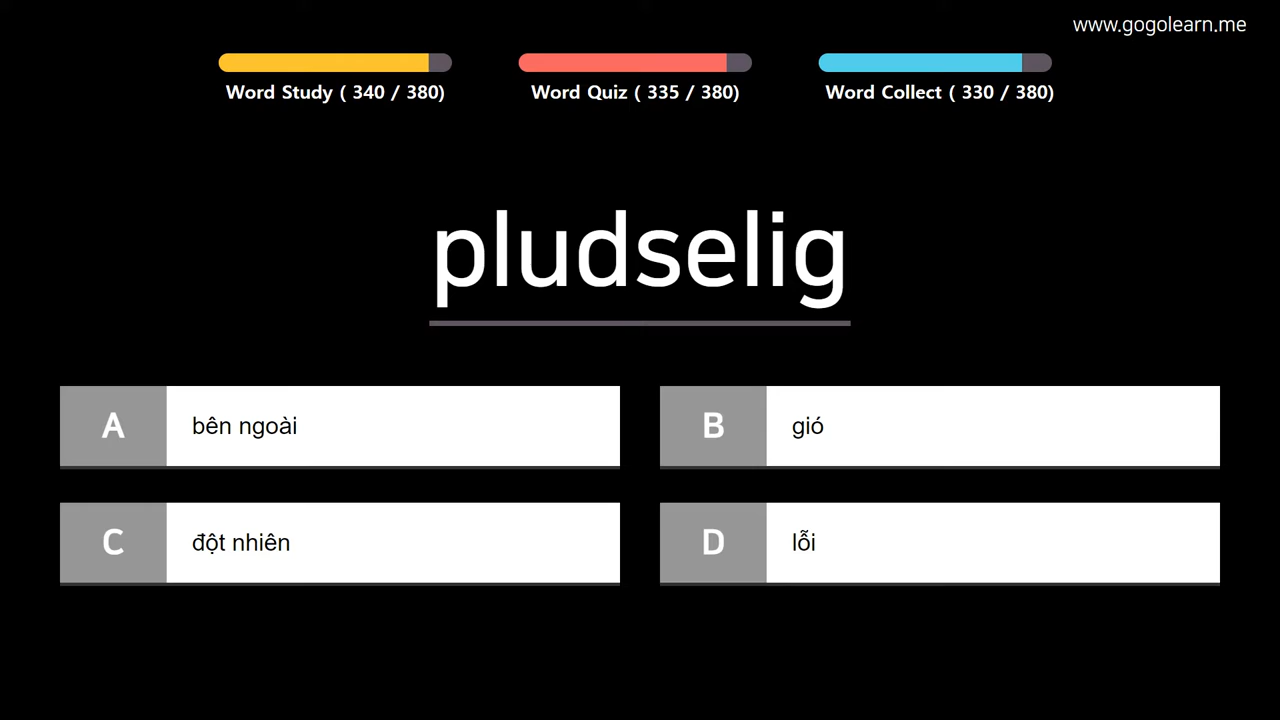 www.gogolearn.me
Word Study ( 340 / 380)
Word Quiz ( 335 / 380)
Word Collect ( 330 / 380)
pludselig
A bên ngoài
B gió
C đột nhiên
D lỗi